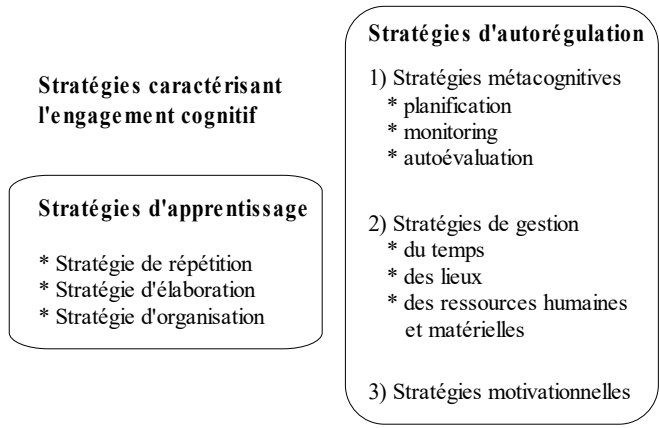 Stratégies caractérisant
l'engagement cognitif
Stratégies d'apprentissage
* Stratégie de répétition
* Stratégie d'élaboration
* Stratégie d'organisation
Stratégies d'autorégulation
1) Stratégies métacognitives
* planification
* monitoring
* autoévaluation
2) Stratégies de gestion
* du temps
* des lieux
* des ressources humaines
et matérielles
3) Stratégies motivationnelles